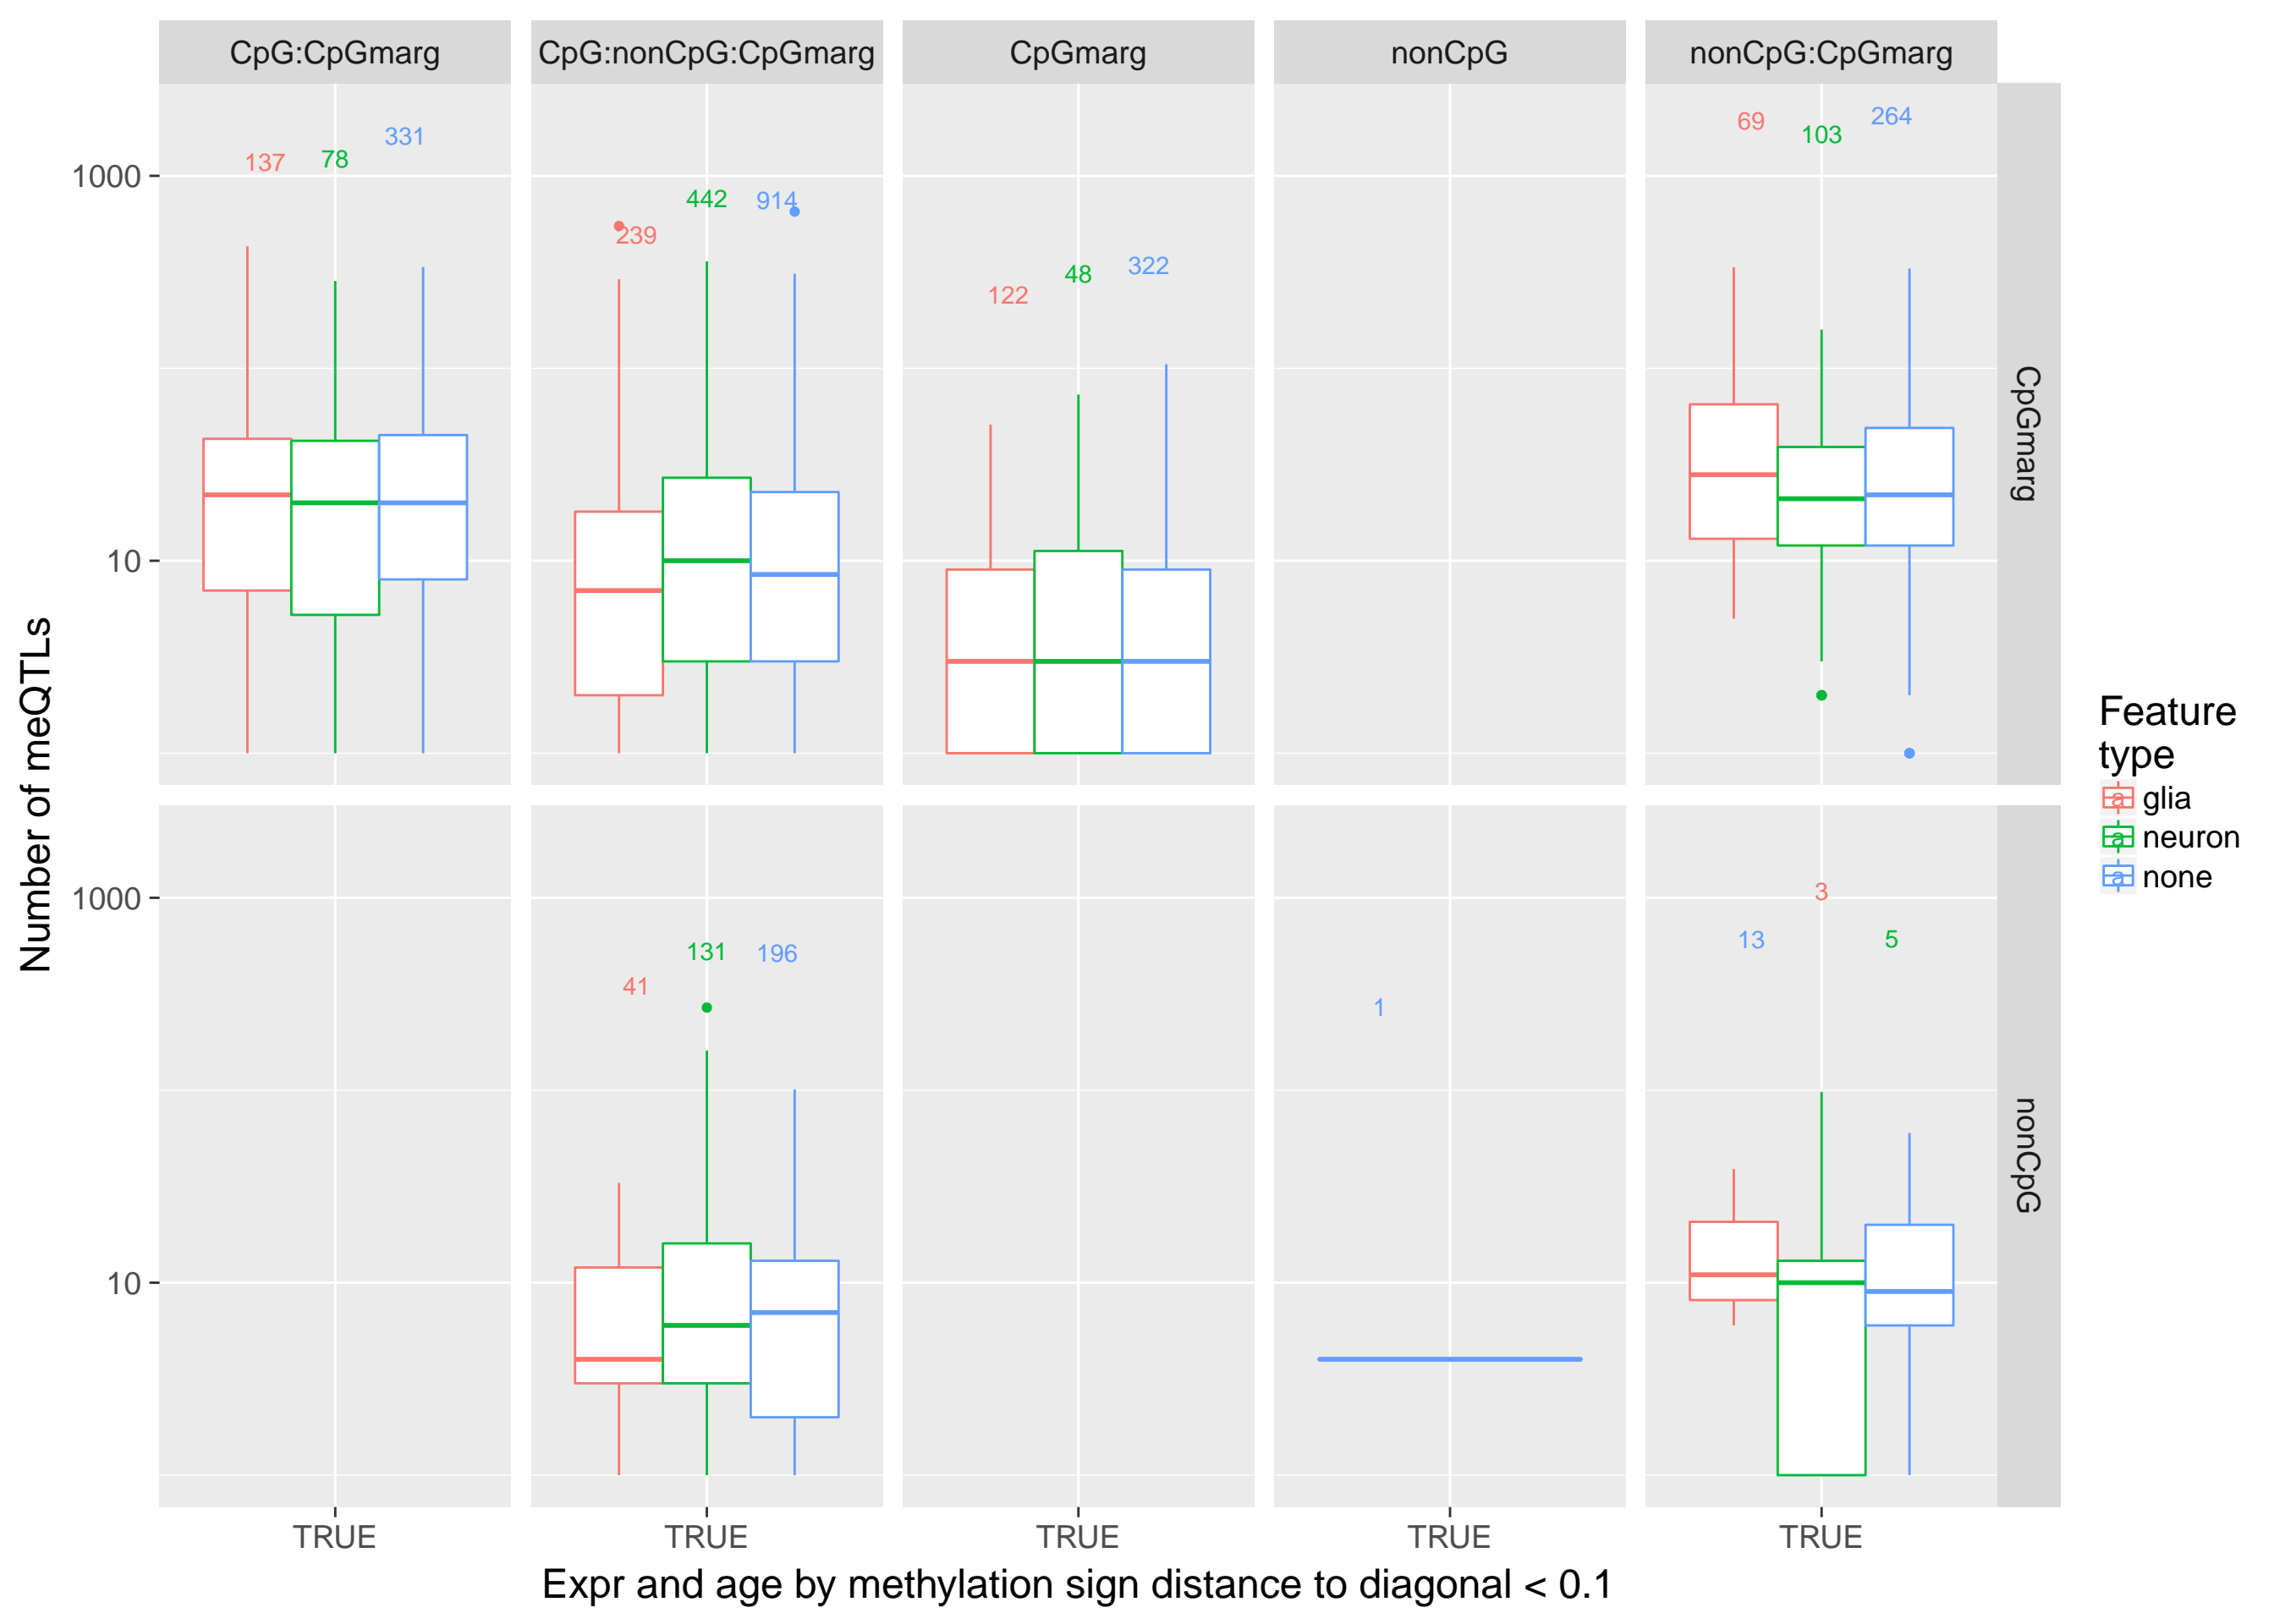 CpG:CpGmarg
CpG:nonCpG:CpGmarg
CpGmarg
nonCpG
nonCpG:CpGmarg
137
78
331
239
442
914
122
48
322
69
103
264
1000
10
CpGmarg
Number of meQTLs
41
131
196
1
13
3
5
1000
10
nonCpG
TRUE
TRUE
TRUE
TRUE
TRUE
Expr and age by methylation sign distance to diagonal < 0.1
Feature
type
a glia
a neuron
a none